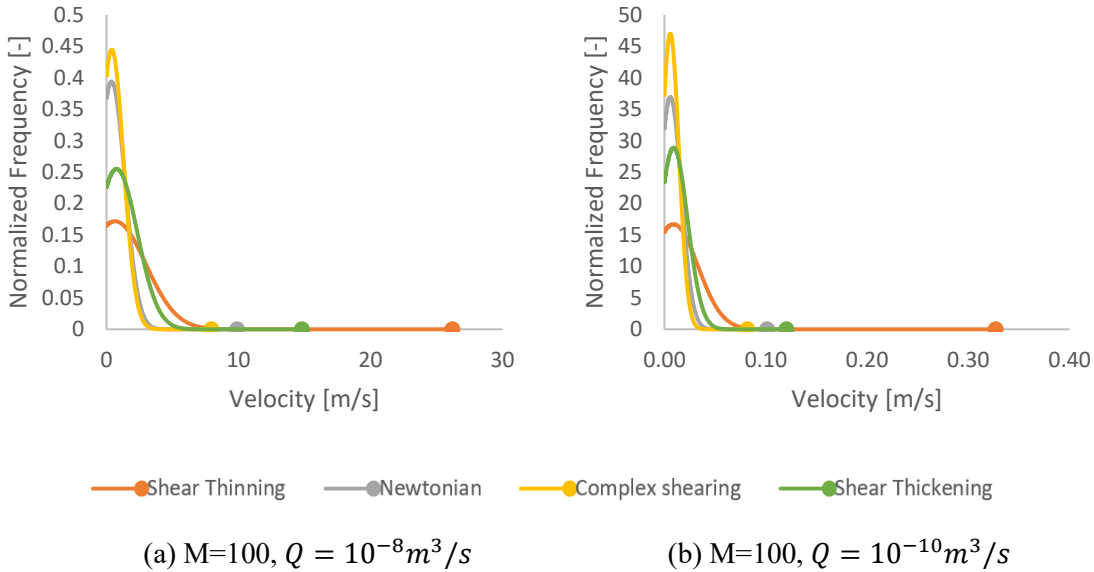 0.5
0.45
0.4
0.35
0.3
0.25
0.2
0.15
0.1
0.05
0
Normalized Frequency [-]
0 10 20 30
Velocity [m/s]
50
45
40
35
30
25
20
15
10
5
0
Normalized Frequency [-]
0.00 0.10 0.20 0.30 0.40
Velocity [m/s]
Shear Thinning Newtonian Complex shearing Shear Thickening
(a) M=100, Q = 10⁻⁸m³/s (b) M=100, Q = 10⁻¹⁰m³/s